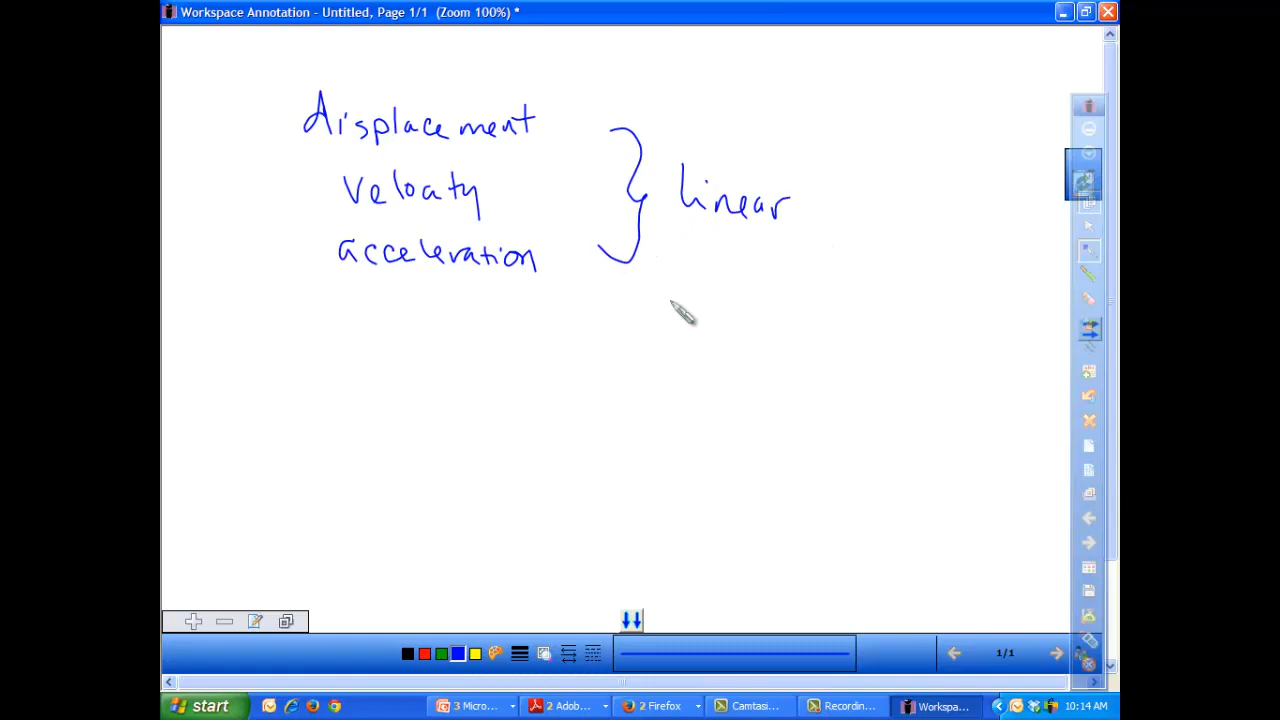 Workspace Annotation - Untitled, Page 1/1 (Zoom 100%) *
displacement
velocity
acceleration
linear
1/1
start
3 Micro...
2 Adob...
2 Firefox
Camtasi...
Recordin...
Workspa...
10:14 AM